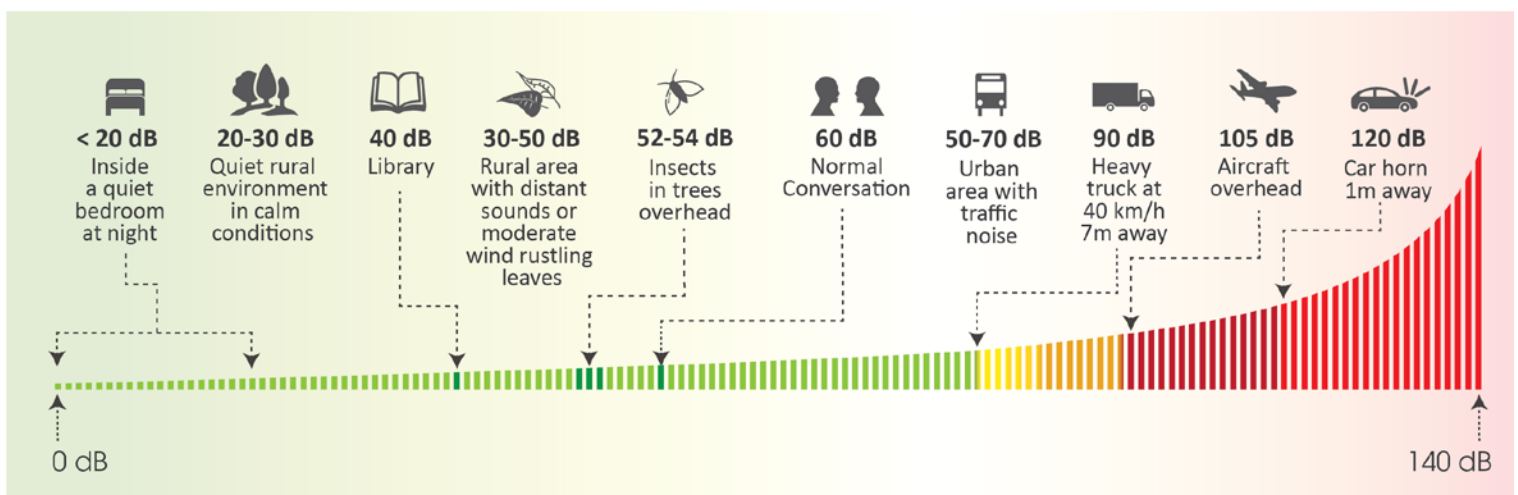 < 20 dB
Inside
a quiet
bedroom
at night
20-30 dB
Quiet rural
environment
in calm
conditions
40 dB
Library
30-50 dB
Rural area
with distant
sounds or
moderate
wind rustling
leaves
52-54 dB
Insects
in trees
overhead
60 dB
Normal
Conversation
50-70 dB
Urban
area with
traffic
noise
90 dB
Heavy
truck at
40 km/h
7m away
105 dB
Aircraft
overhead
120 dB
Car horn
1m away
0 dB
140 dB